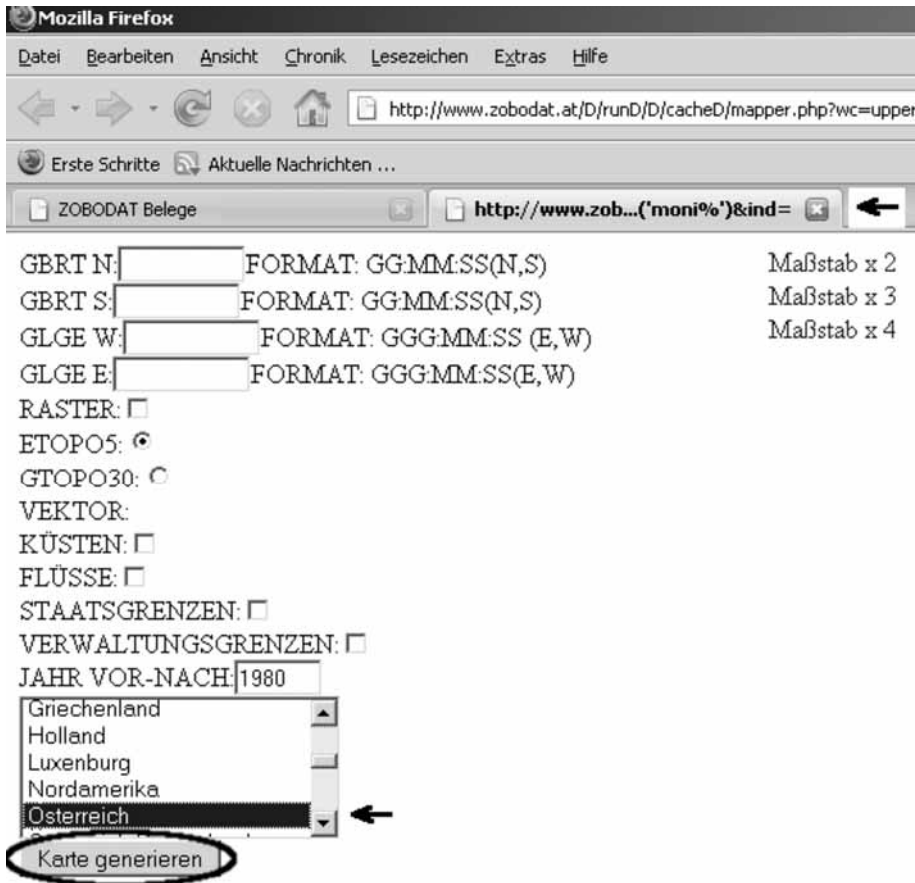 Mozilla Firefox
Datei Bearbeiten Ansicht Chronik Lesezeichen Extras Hilfe
http://www.zobodat.at/D/runD/D/cacheD/mapper.php?wc=upper
Erste Schritte Aktuelle Nachrichten ...
ZOBODAT Belege http://www.zob...('moni%')&ind=
GBRT N: FORMAT: GG:MM:SS(N,S) Maßstab x 2
GBRT S: FORMAT: GG:MM:SS(N,S) Maßstab x 3
GLGE W: FORMAT: GGG:MM:SS (E,W) Maßstab x 4
GLGE E: FORMAT: GGG:MM:SS(E,W)
RASTER:
ETOPO5:
GTOPO30:
VEKTOR:
KÜSTEN:
FLÜSSE:
STAATSGRENZEN:
VERWALTUNGSGRENZEN:
JAHR VOR-NACH: 1980
Griechenland
Holland
Luxenburg
Nordamerika
Österreich
Karte generieren